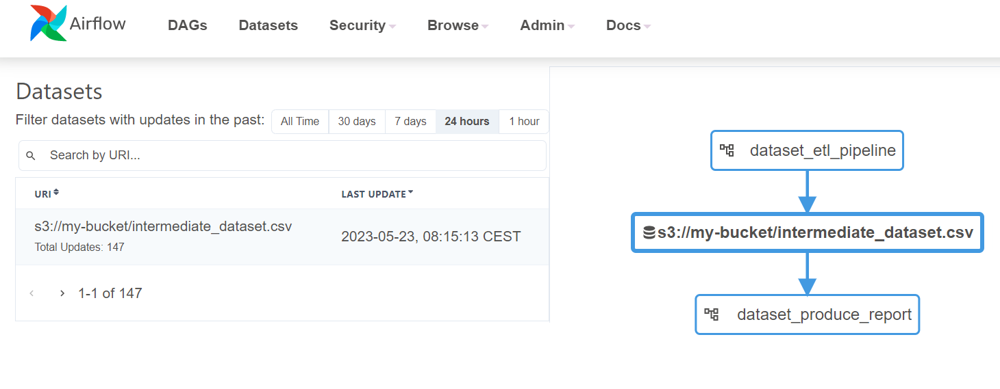 Airflow
DAGs Datasets Security Browse Admin Docs
Datasets
Filter datasets with updates in the past: All Time 30 days 7 days 24 hours 1 hour
Search by URI...
URI LAST UPDATE
s3://my-bucket/intermediate_dataset.csv
Total Updates: 147
2023-05-23, 08:15:13 CEST
1-1 of 147
dataset_etl_pipeline
s3://my-bucket/intermediate_dataset.csv
dataset_produce_report